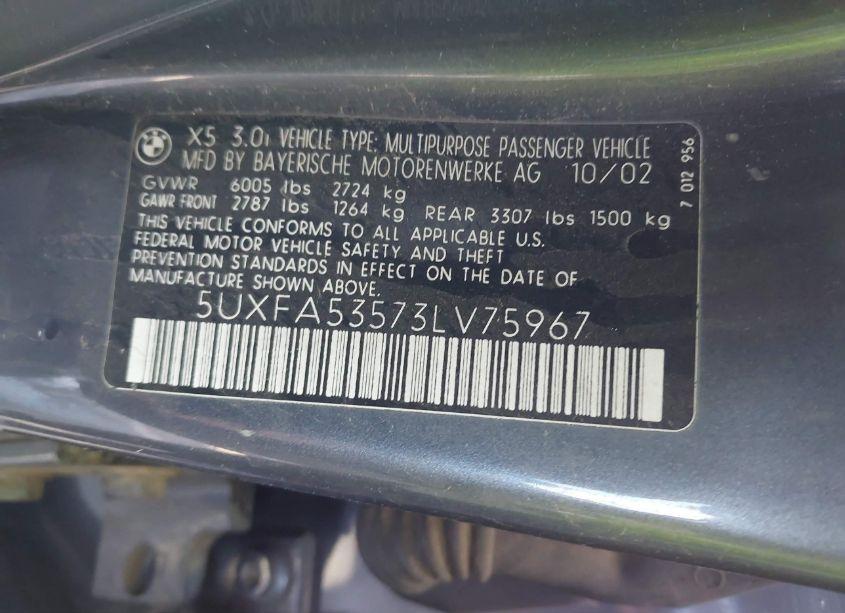 X5 3.0i VEHICLE TYPE: MULTIPURPOSE PASSENGER VEHICLE
MFD BY BAYERISCHE MOTORENWERKE AG 10/02
GVWR 6005 lbs 2724 kg
GAWR FRONT 2787 lbs 1264 kg REAR 3307 lbs 1500 kg
THIS VEHICLE CONFORMS TO ALL APPLICABLE U.S.
FEDERAL MOTOR VEHICLE SAFETY AND THEFT
PREVENTION STANDARDS IN EFFECT ON THE DATE OF
MANUFACTURE SHOWN ABOVE.
5UXFA53573LV75967
7 012 956